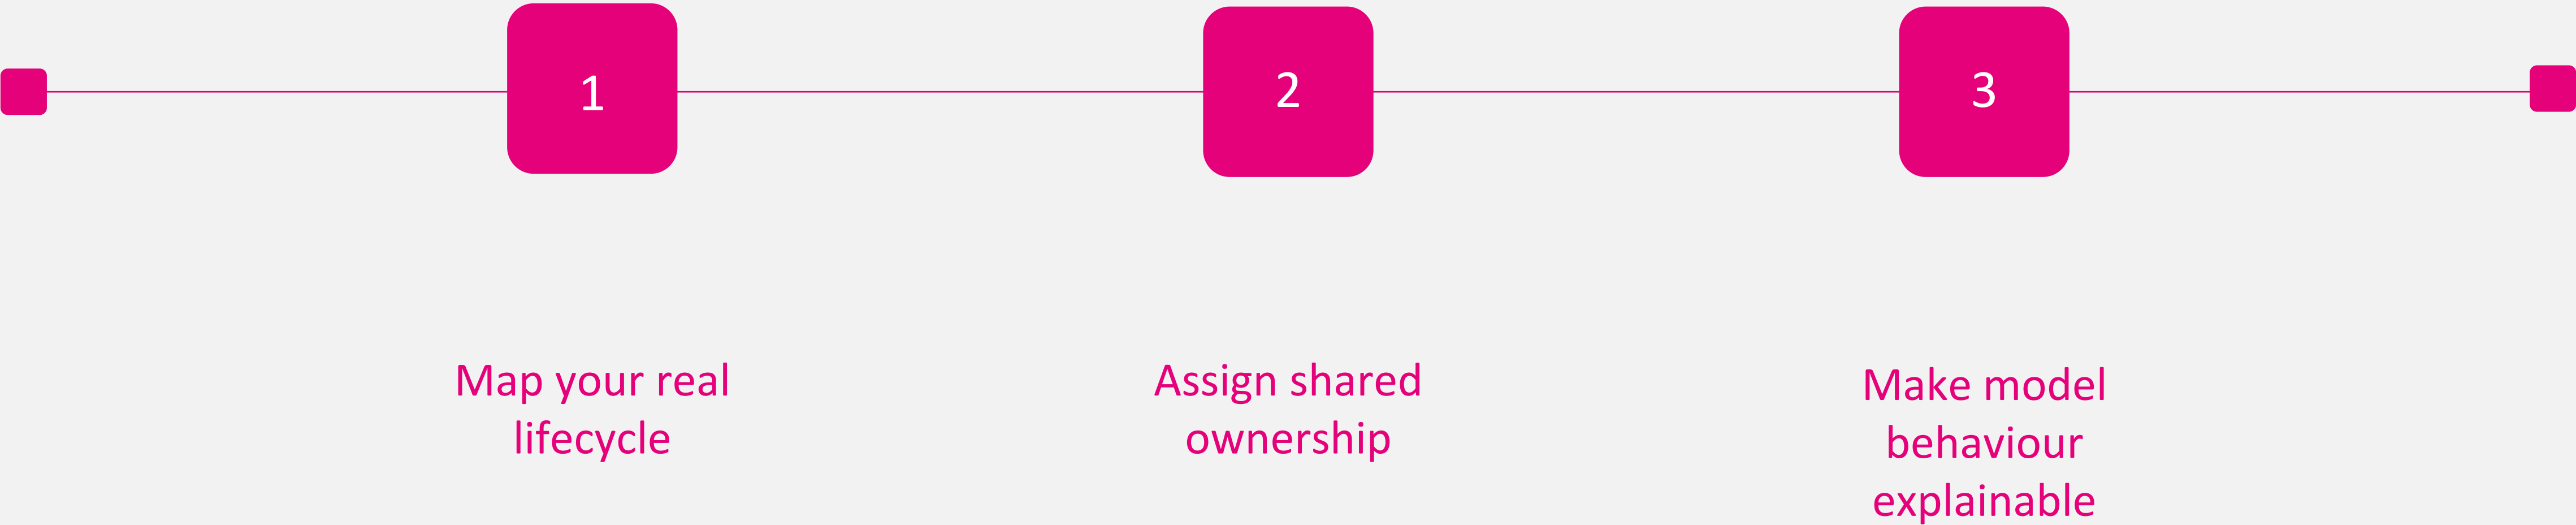 1
2
3
Map your real
lifecycle
Assign shared
ownership
Make model
behaviour
explainable